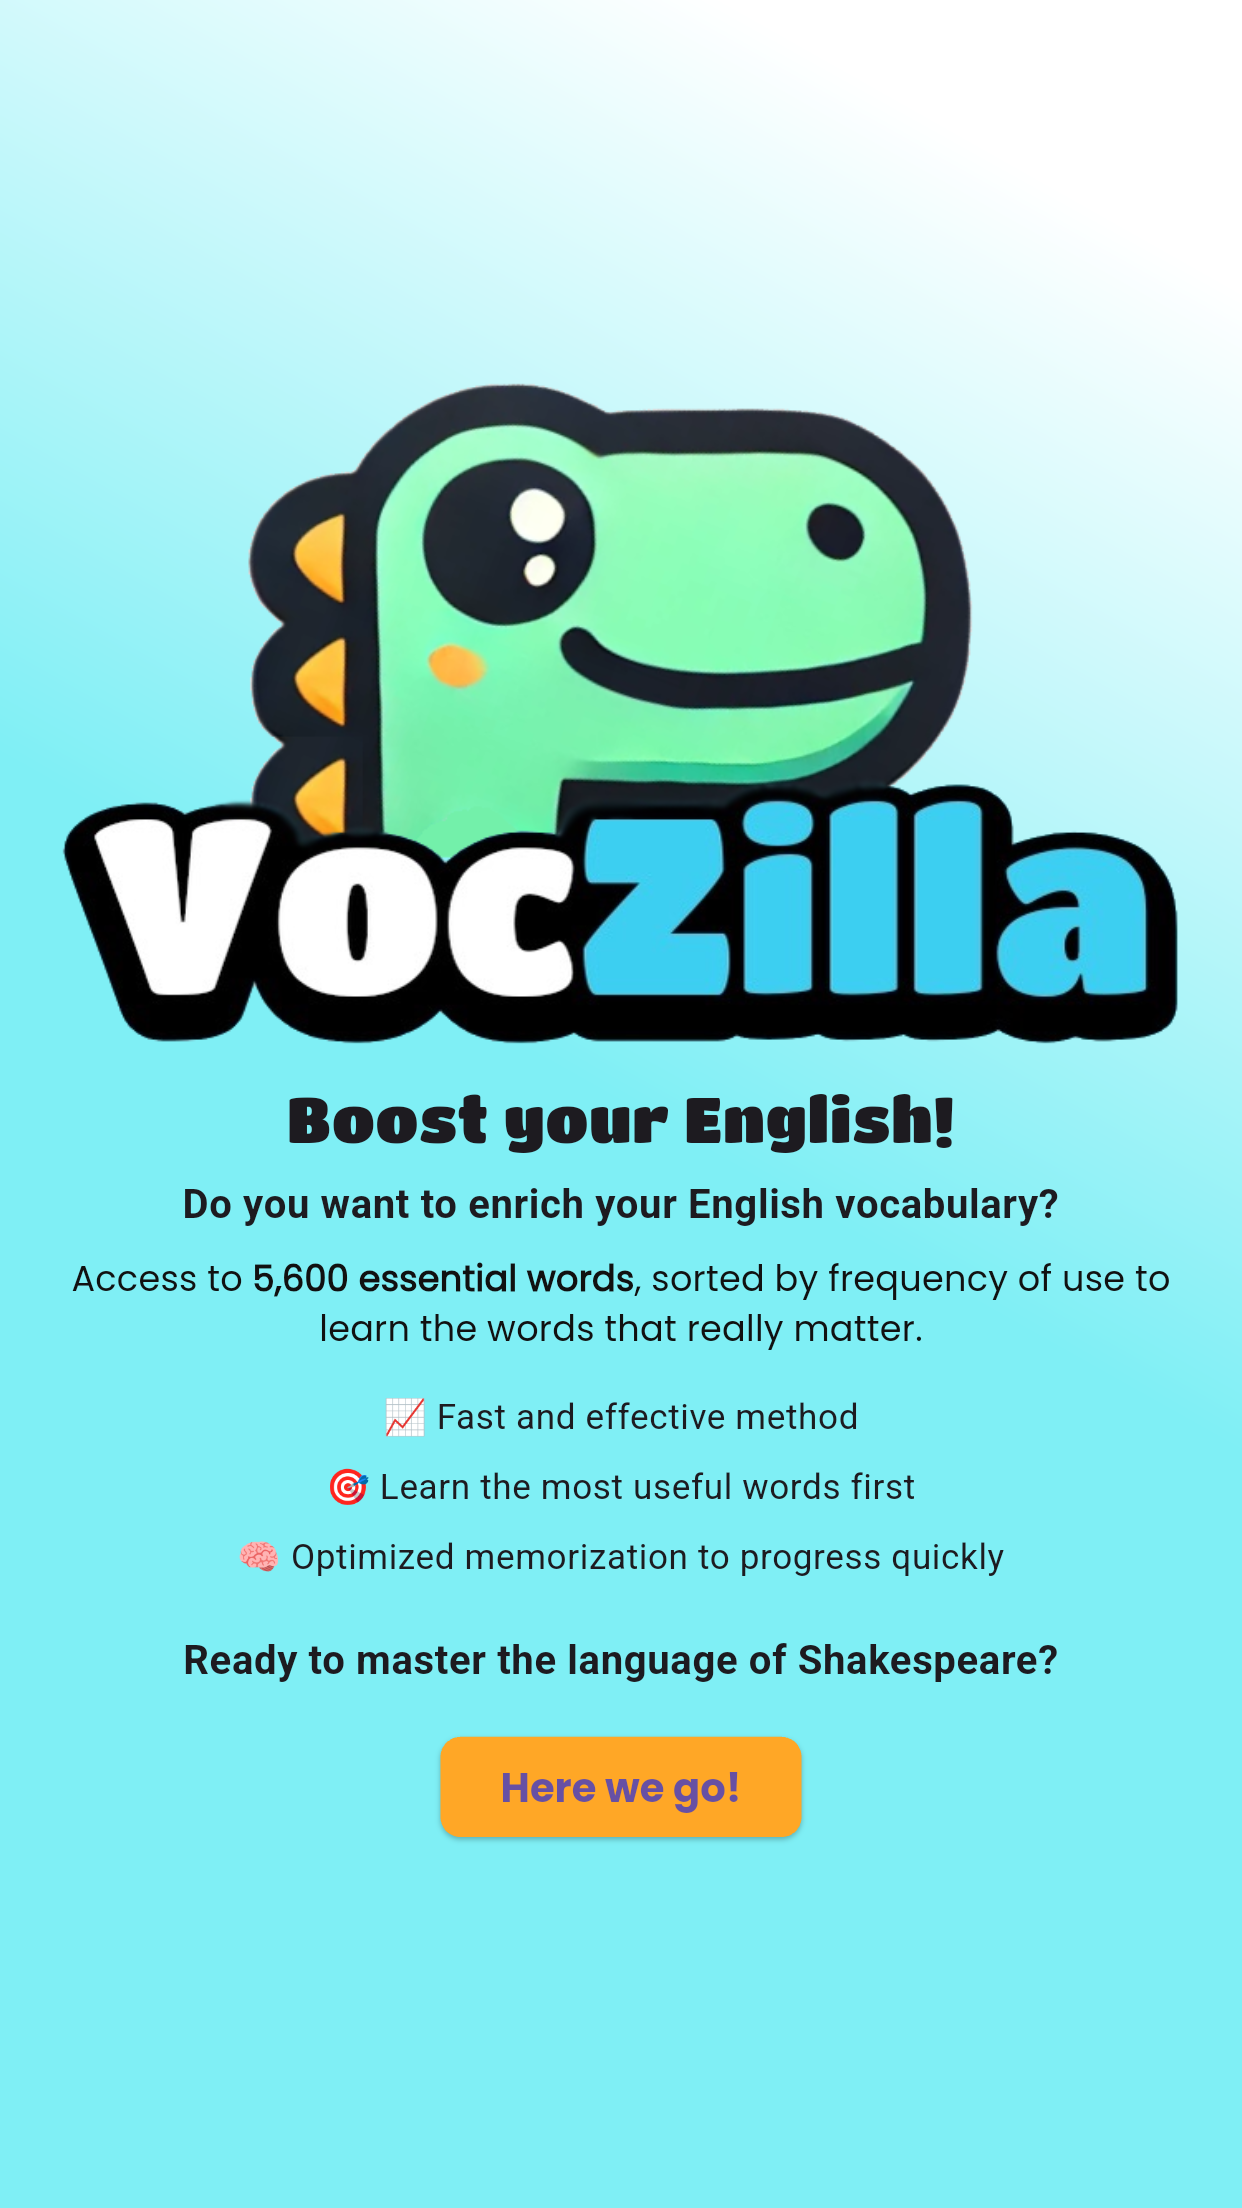 VocZilla
Boost your English!
Do you want to enrich your English vocabulary?
Access to 5,600 essential words, sorted by frequency of use to
learn the words that really matter.
📈 Fast and effective method
🎯 Learn the most useful words first
🧠 Optimized memorization to progress quickly
Ready to master the language of Shakespeare?
Here we go!